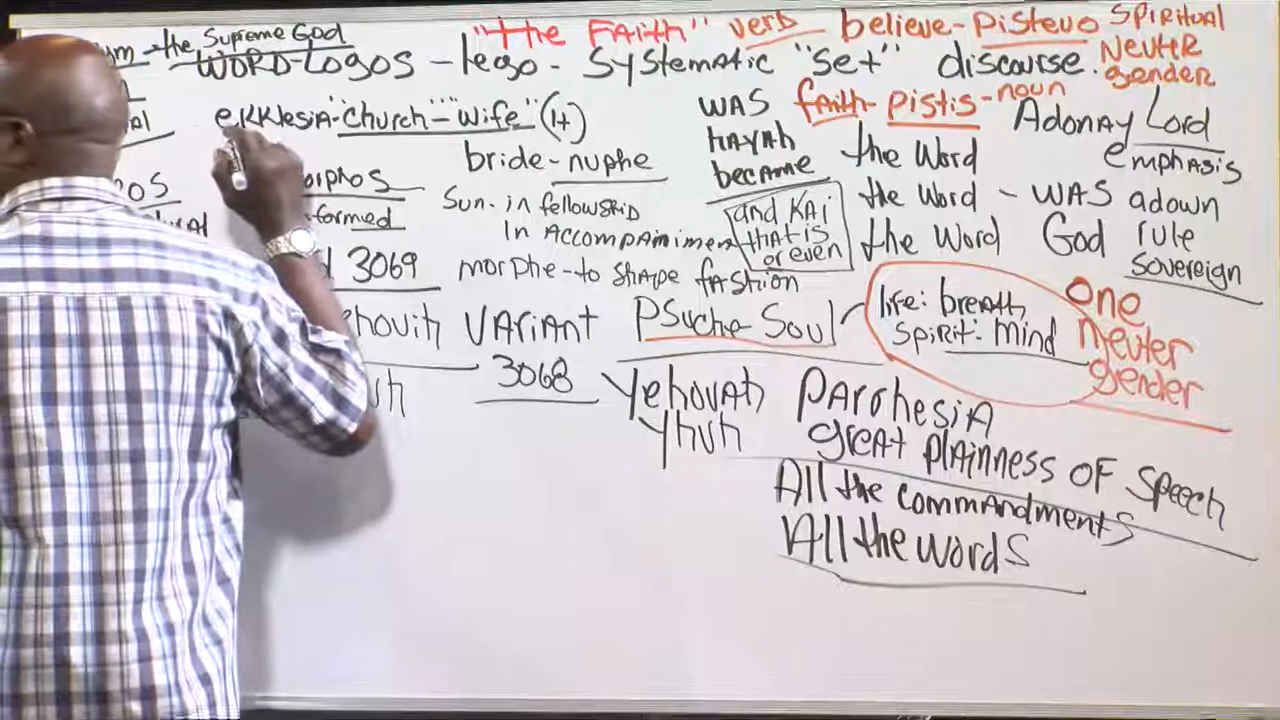 the Supreme God
"the Faith" verb believe-Pisteuo Spiritual
WORD-Logos - lego - Systematic "Set" discourse. Neuter
gender
ekklesia-"church"-"wife" (4)
bride-nuphe
Sun. in fellowship
in Accompainiment
morphe-to shape fashion
formed
3069
VARiANT
3068
WAS
hAYAh
became
and KAi
that is
or even
faith-pistis-noun
the Word
the Word - WAS adown
the Word God rule
sovereign
Adonay Lord
emphasis
Psuche Soul
life: breath
spirit: mind
one
neuter
gender
Yehovah
Yhvh
PArrhesiA
great plainness of Speech
All the commandments
All the words